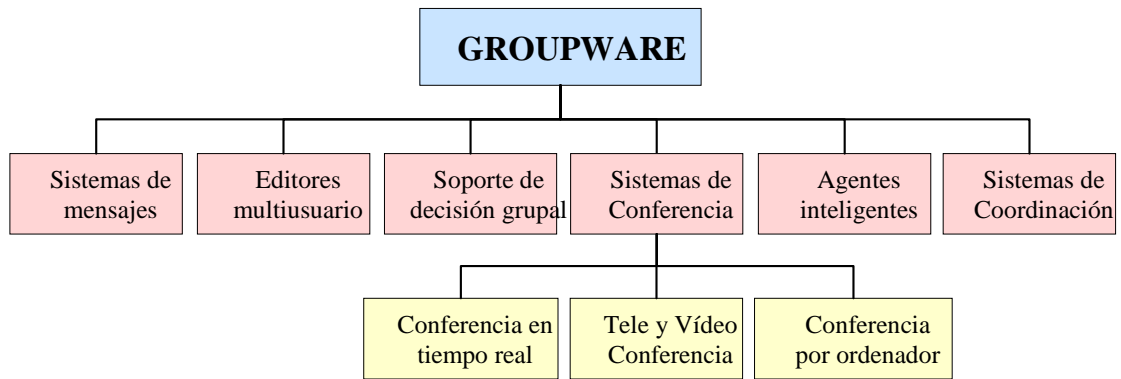 GROUPWARE
Sistemas de
mensajes
Editores
multiusuario
Soporte de
decisión grupal
Sistemas de
Conferencia
Agentes
inteligentes
Sistemas de
Coordinación
Conferencia en
tiempo real
Tele y Vídeo
Conferencia
Conferencia
por ordenador